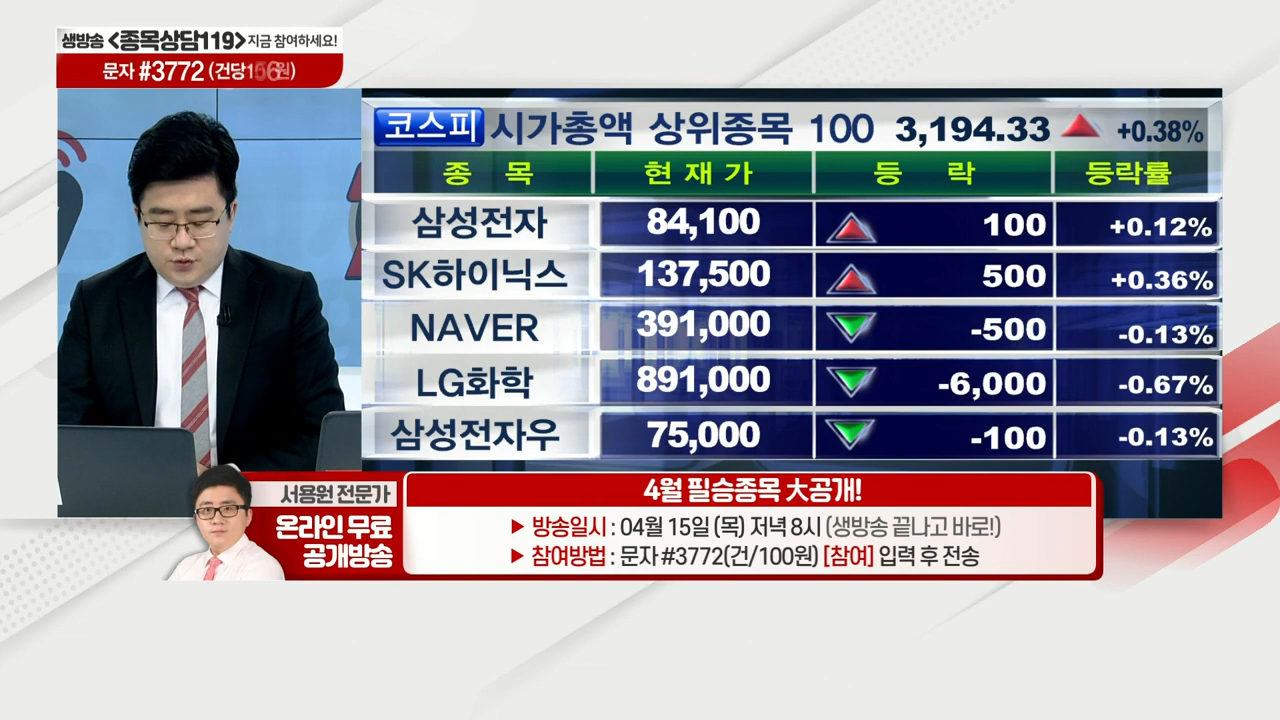 생방송 <종목상담119> 지금 참여하세요!
문자 #3772 (건당156원)
코스피 시가총액 상위종목 100 3,194.33 ▲ +0.38%
종 목 현 재 가 등 락 등락률
삼성전자 84,100 ▲ 100 +0.12%
SK하이닉스 137,500 ▲ 500 +0.36%
NAVER 391,000 ▼ -500 -0.13%
LG화학 891,000 ▼ -6,000 -0.67%
삼성전자우 75,000 ▼ -100 -0.13%
서용원 전문가
온라인 무료
공개방송
4월 필승종목 大공개!
▶ 방송일시 : 04월 15일 (목) 저녁 8시 (생방송 끝나고 바로!)
▶ 참여방법 : 문자 #3772(건/100원) [참여] 입력 후 전송